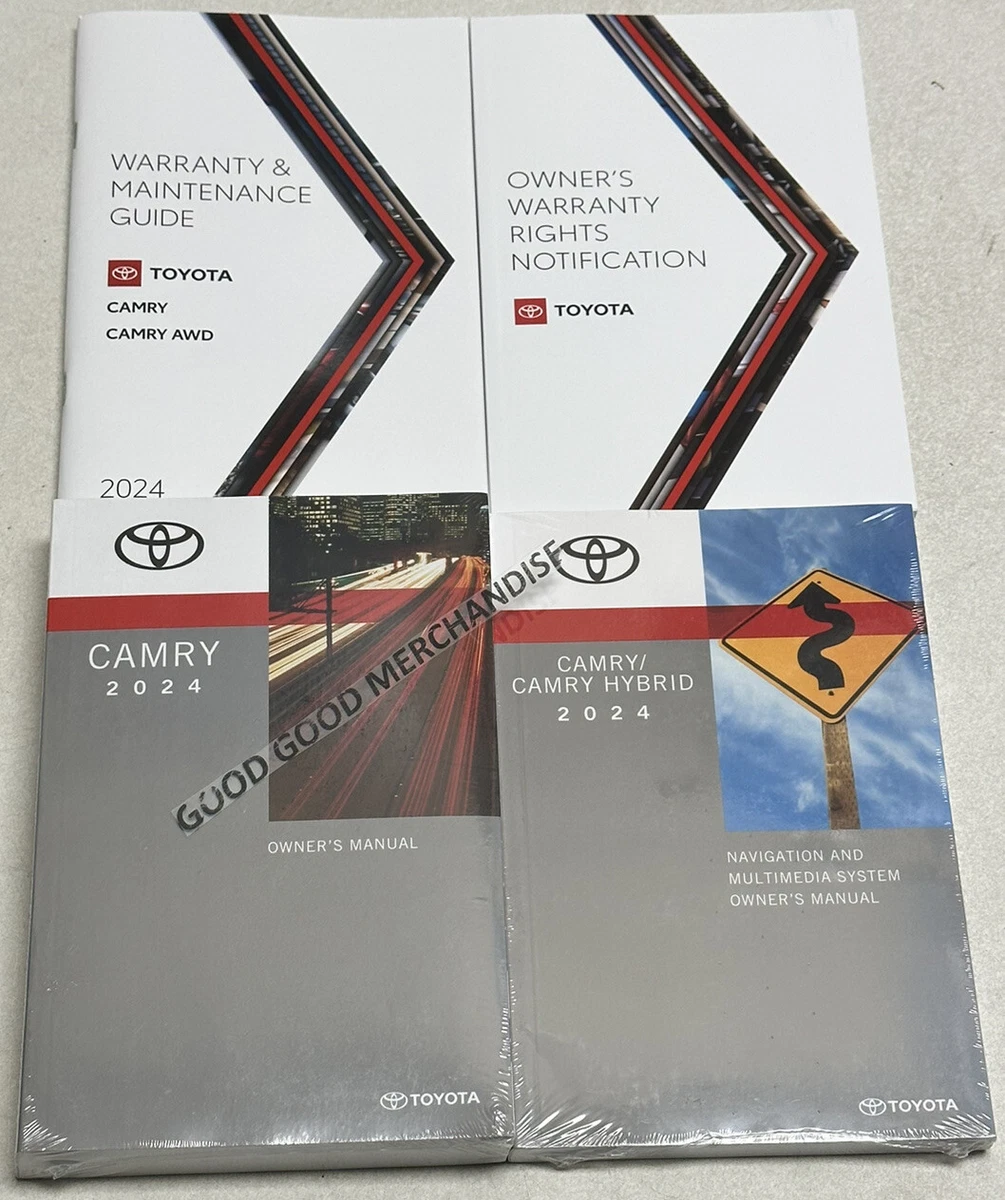 WARRANTY &
MAINTENANCE
GUIDE
TOYOTA
CAMRY
CAMRY AWD
2024
OWNER'S
WARRANTY
RIGHTS
NOTIFICATION
TOYOTA
CAMRY
2024
OWNER'S MANUAL
TOYOTA
CAMRY/
CAMRY HYBRID
2024
NAVIGATION AND
MULTIMEDIA SYSTEM
OWNER'S MANUAL
TOYOTA
GOOD GOOD MERCHANDISE